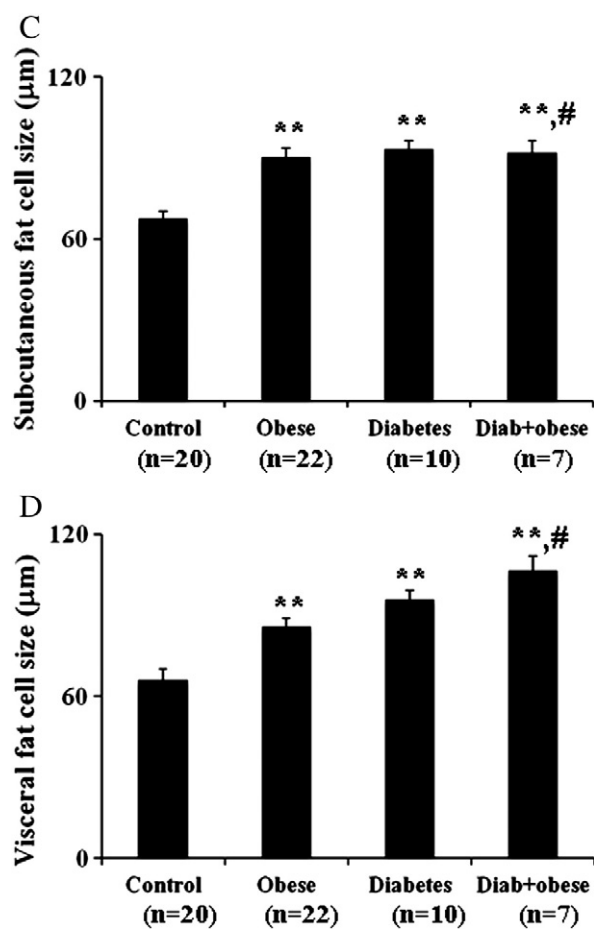 C
Subcutaneous fat cell size (μm)
120
60
0
**
**
**,#
Control
Obese
Diabetes
Diab+obese
(n=20)
(n=22)
(n=10)
(n=7)
D
Visceral fat cell size (μm)
120
60
0
**
**
**,#
Control
Obese
Diabetes
Diab+obese
(n=20)
(n=22)
(n=10)
(n=7)